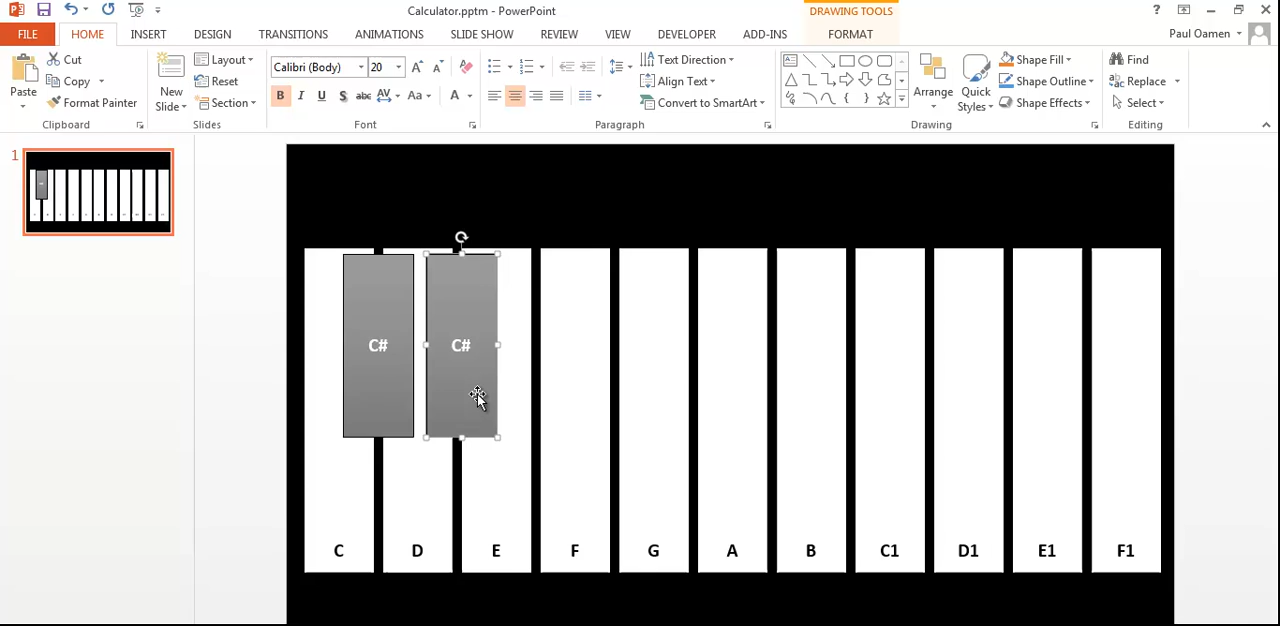 Calculator.pptm - PowerPoint
DRAWING TOOLS
?
FILE HOME INSERT DESIGN TRANSITIONS ANIMATIONS SLIDE SHOW REVIEW VIEW DEVELOPER ADD-INS FORMAT Paul Oamen
Cut
Copy
Format Painter
Paste
Clipboard
New
Slide
Layout
Reset
Section
Slides
Calibri (Body) 20
B I U S abc AV Aa A
Font
Text Direction
Align Text
Convert to SmartArt
Paragraph
Arrange
Quick
Styles
Shape Fill
Shape Outline
Shape Effects
Drawing
Find
Replace
Select
Editing
1
C# C#
C D E F G A B C1 D1 E1 F1